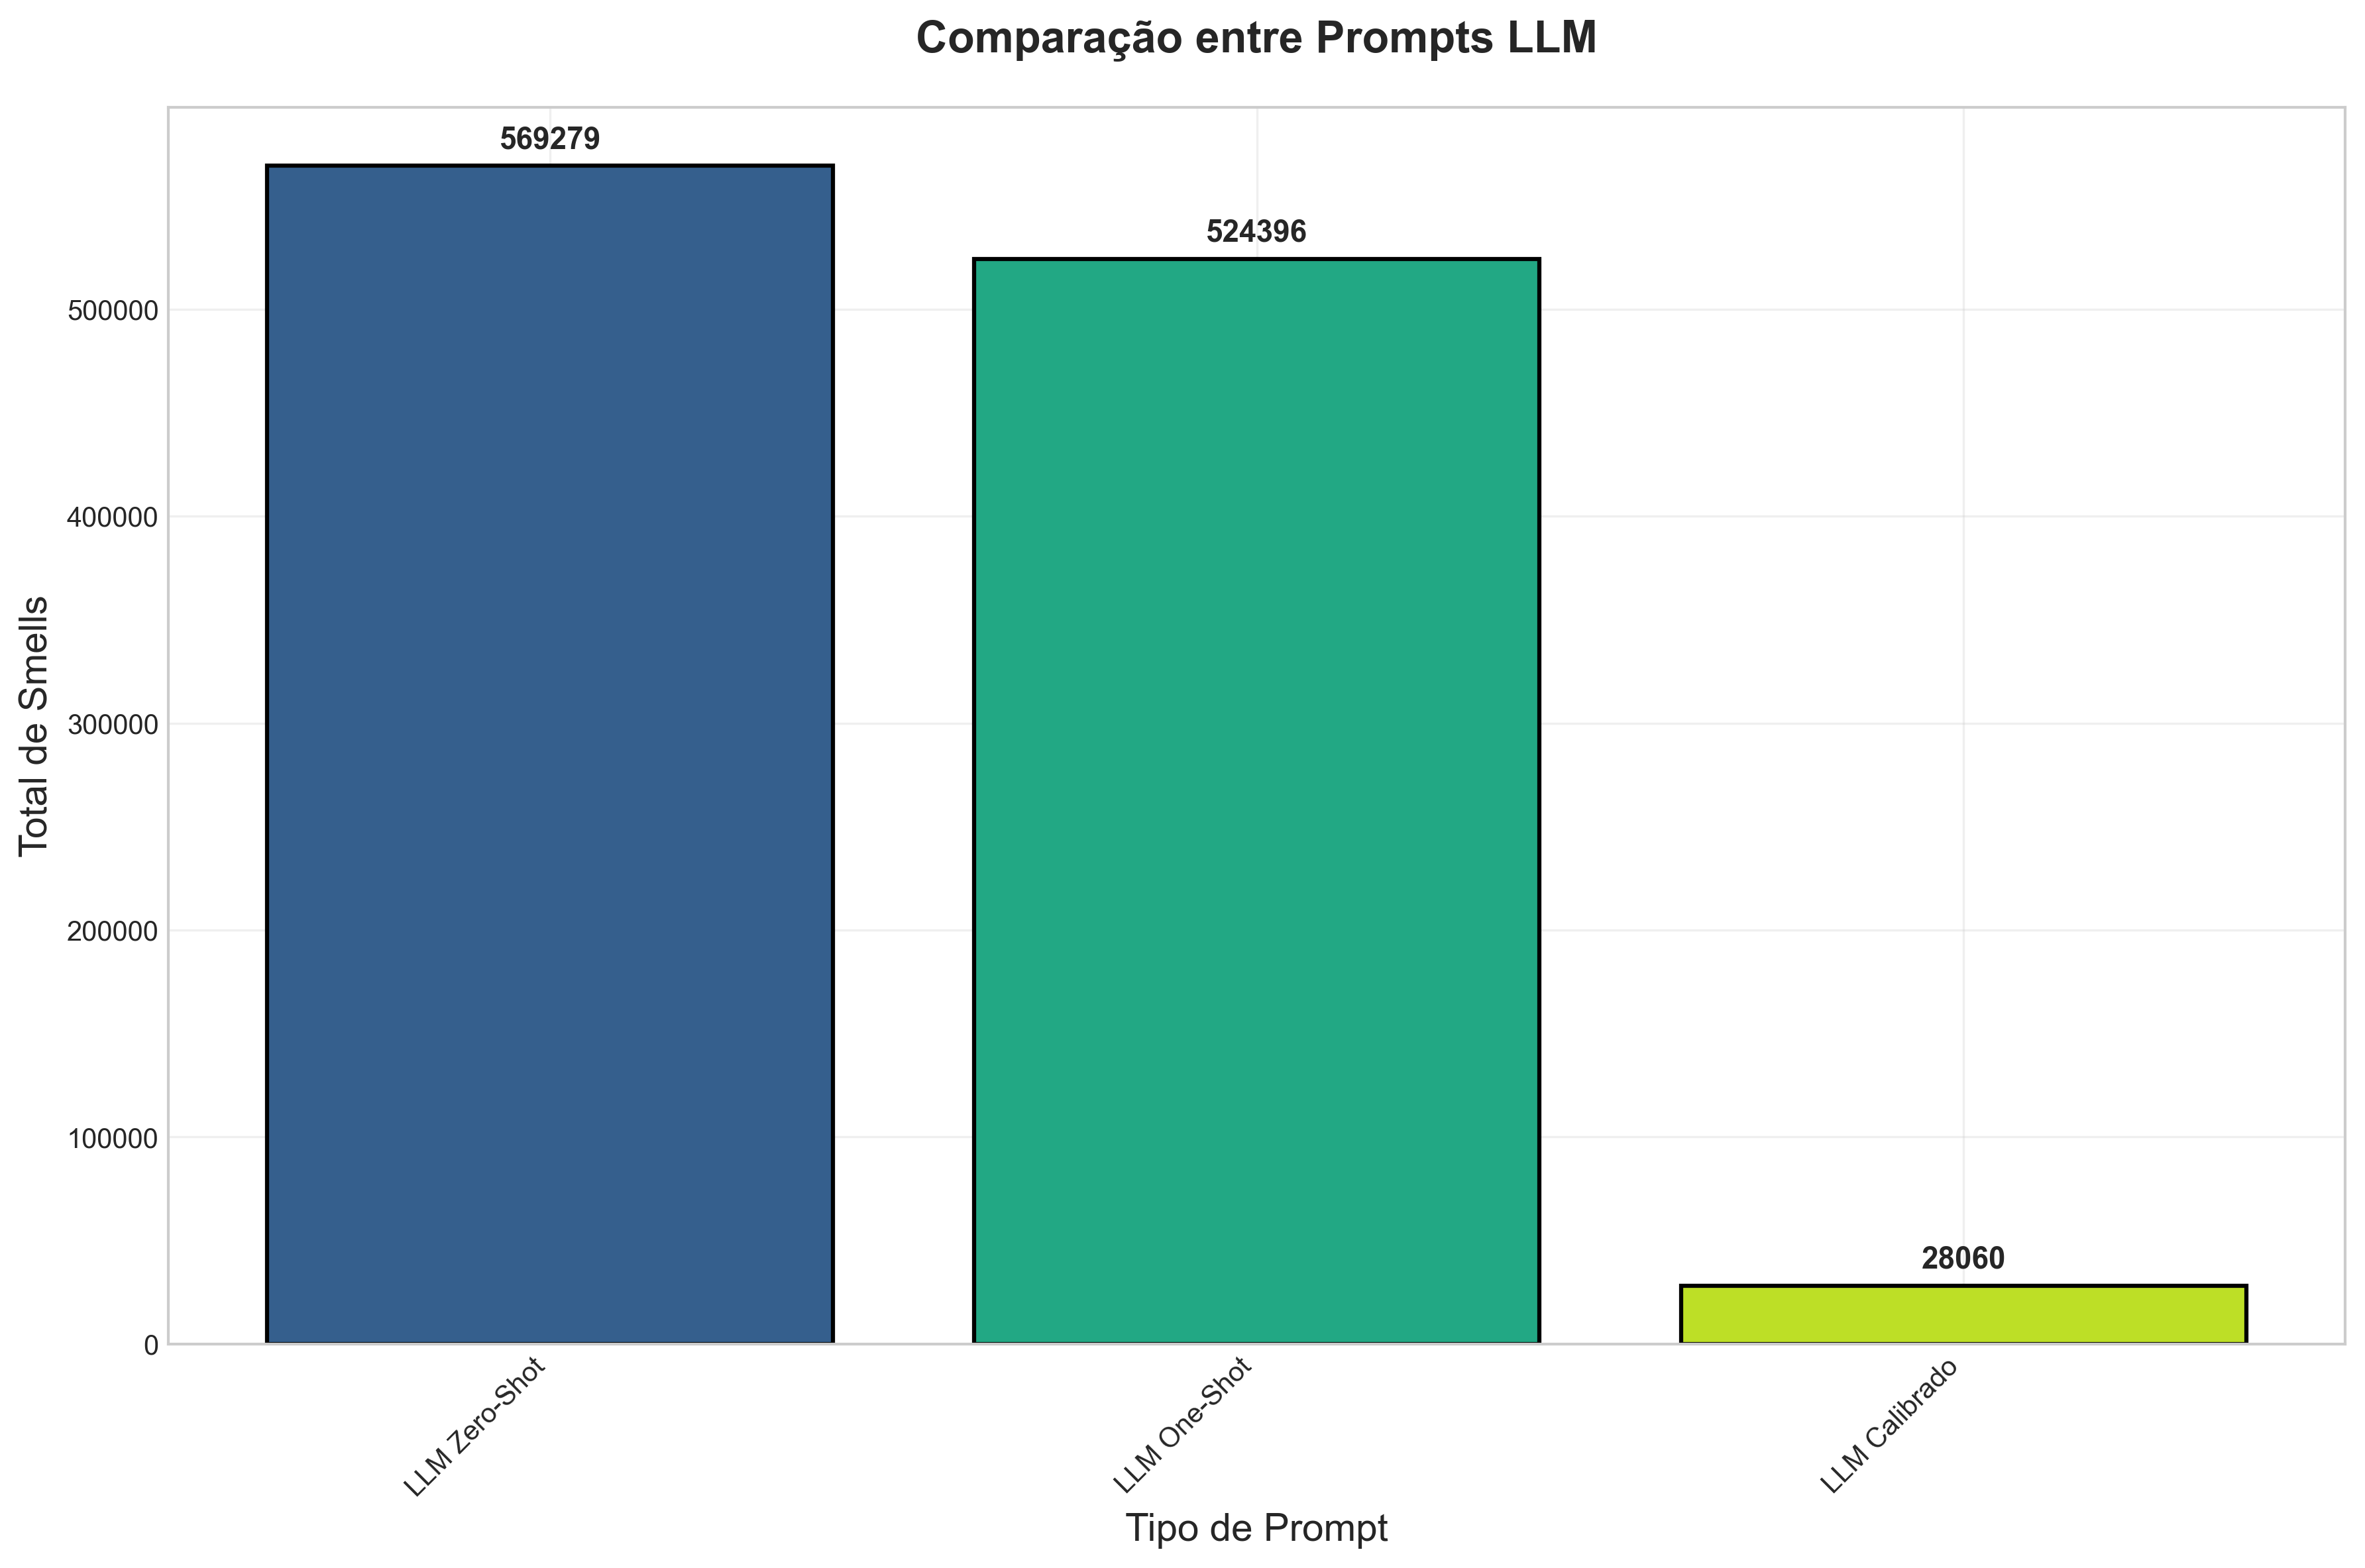 Comparação entre Prompts LLM
569279
524396
28060
500000
400000
300000
200000
100000
0
Total de Smells
LLM Zero-Shot
LLM One-Shot
LLM Calibrado
Tipo de Prompt